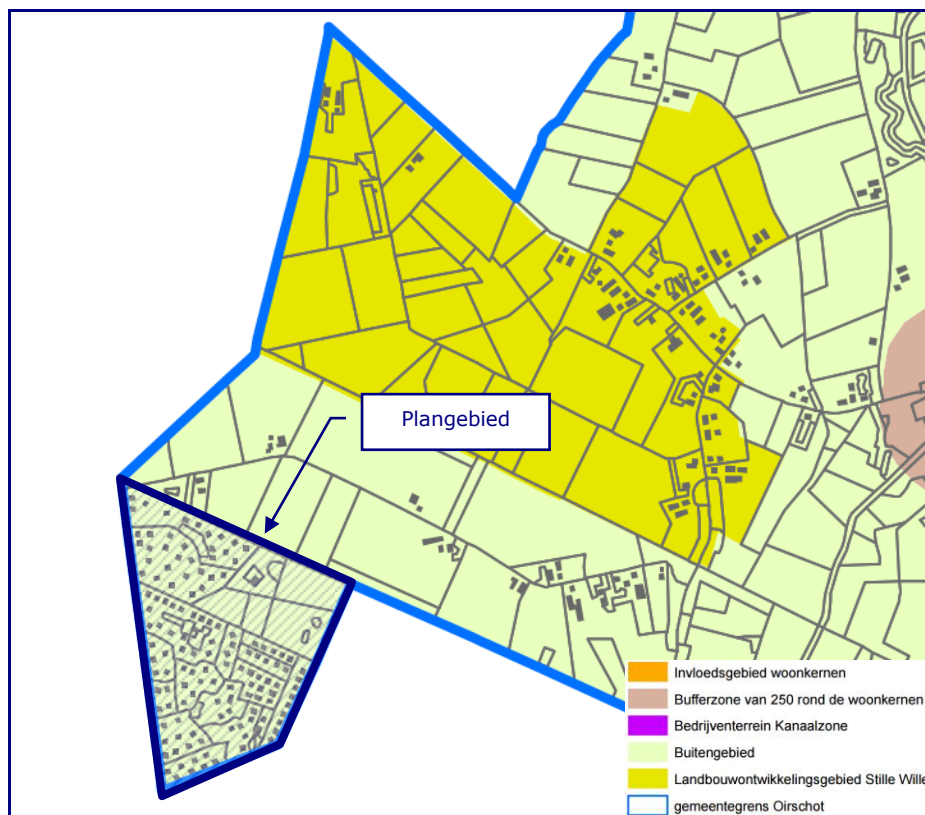 Plangebied
Invloedsgebied woonkernen
Bufferzone van 250 rond de woonkernen
Bedrijventerrein Kanaalzone
Buitengebied
Landbouwontwikkelingsgebied Stille Wille
gemeentegrens Oirschot